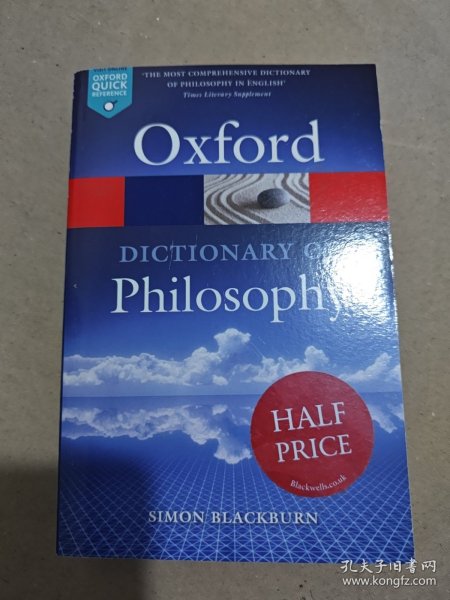 OXFORD
QUICK
REFERENCE
'THE MOST COMPREHENSIVE DICTIONARY
OF PHILOSOPHY IN ENGLISH'
Times Literary Supplement
Oxford
DICTIONARY
Philosophy
HALF
PRICE
Blackwells.co.uk
SIMON BLACKBURN
孔夫子旧书网
www.kongfz.com